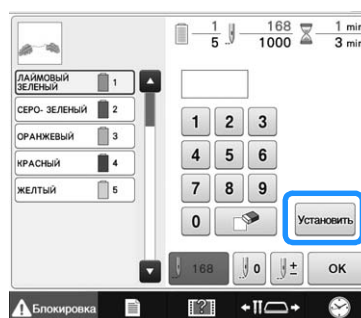 1 168 1 min
5 1000 3 min
ЛАЙМОВЫЙ
ЗЕЛЕНЫЙ 1
СЕРО- ЗЕЛЕНЫЙ 2
ОРАНЖЕВЫЙ 3
КРАСНЫЙ 4
ЖЕЛТЫЙ 5
1 2 3
4 5 6
7 8 9
0
Установить
168 0 ± OK
Блокировка